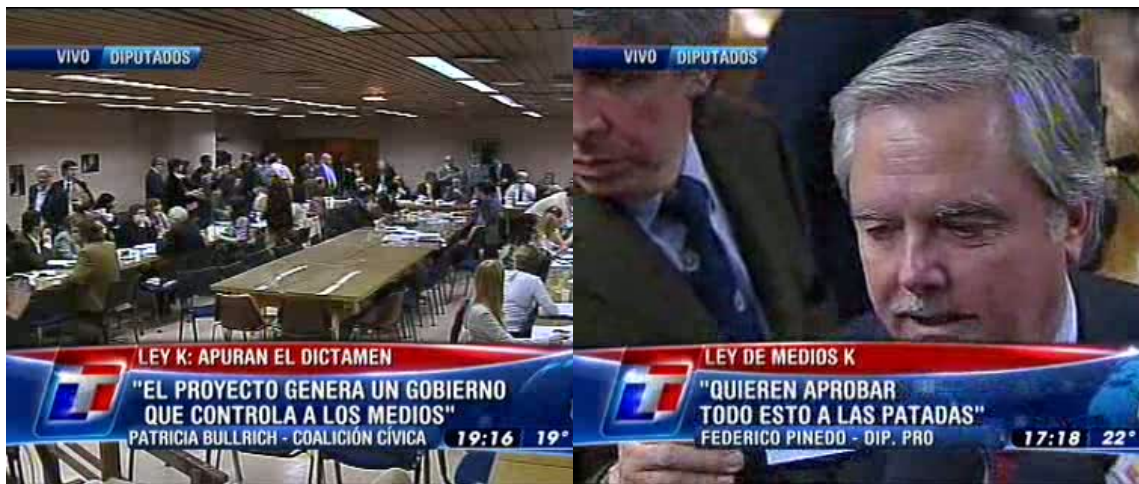 VIVO DIPUTADOS
LEY K: APURAN EL DICTAMEN
"EL PROYECTO GENERA UN GOBIERNO
QUE CONTROLA A LOS MEDIOS"
PATRICIA BULLRICH - COALICIÓN CÍVICA 19:16 19°
VIVO DIPUTADOS
LEY DE MEDIOS K
"QUIEREN APROBAR
TODO ESTO A LAS PATADAS"
FEDERICO PINEDO - DIP. PRO 17:18 22°